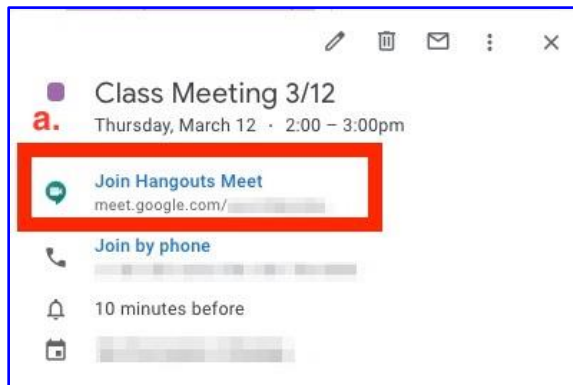 Class Meeting 3/12
a.
Thursday, March 12 · 2:00 – 3:00pm
Join Hangouts Meet
meet.google.com/
Join by phone
10 minutes before